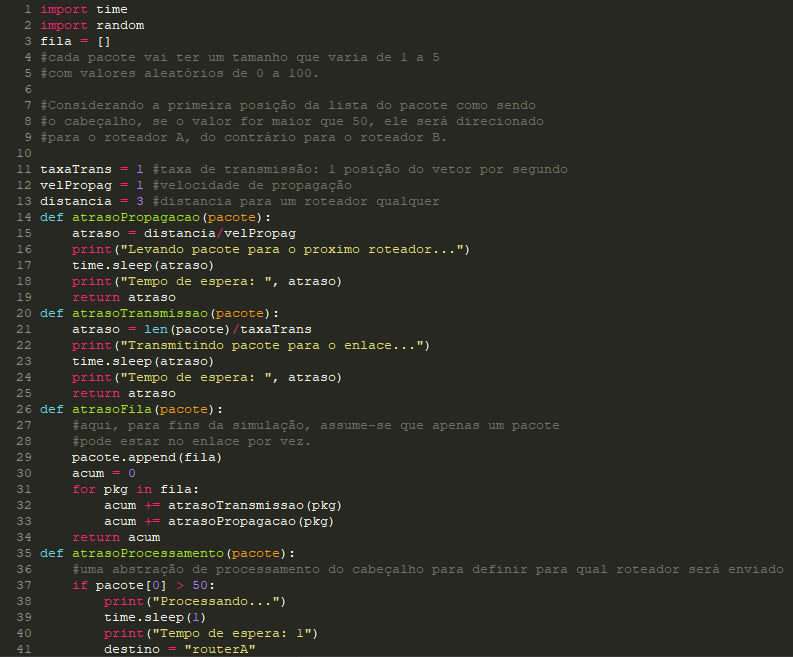 1 import time
2 import random
3 fila = []
4 #cada pacote vai ter um tamanho que varia de 1 a 5
5 #com valores aleatórios de 0 a 100.
6
7 #Considerando a primeira posição da lista do pacote como sendo
8 #o cabeçalho, se o valor for maior que 50, ele será direcionado
9 #para o roteador A, do contrário para o roteador B.
10
11 taxaTrans = 1 #taxa de transmissão: 1 posição do vetor por segundo
12 velPropag = 1 #velocidade de propagação
13 distancia = 3 #distancia para um roteador qualquer
14 def atrasoPropagacao(pacote):
15     atraso = distancia/velPropag
16     print("Levando pacote para o proximo roteador...")
17     time.sleep(atraso)
18     print("Tempo de espera: ", atraso)
19     return atraso
20 def atrasoTransmissao(pacote):
21     atraso = len(pacote)/taxaTrans
22     print("Transmitindo pacote para o enlace...")
23     time.sleep(atraso)
24     print("Tempo de espera: ", atraso)
25     return atraso
26 def atrasoFila(pacote):
27     #aqui, para fins da simulação, assume-se que apenas um pacote
28     #pode estar no enlace por vez.
29     pacote.append(fila)
30     acum = 0
31     for pkg in fila:
32         acum += atrasoTransmissao(pkg)
33         acum += atrasoPropagacao(pkg)
34     return acum
35 def atrasoProcessamento(pacote):
36     #uma abstração de processamento do cabeçalho para definir para qual roteador será enviado
37     if pacote[0] > 50:
38         print("Processando...")
39         time.sleep(1)
40         print("Tempo de espera: 1")
41         destino = "routerA"